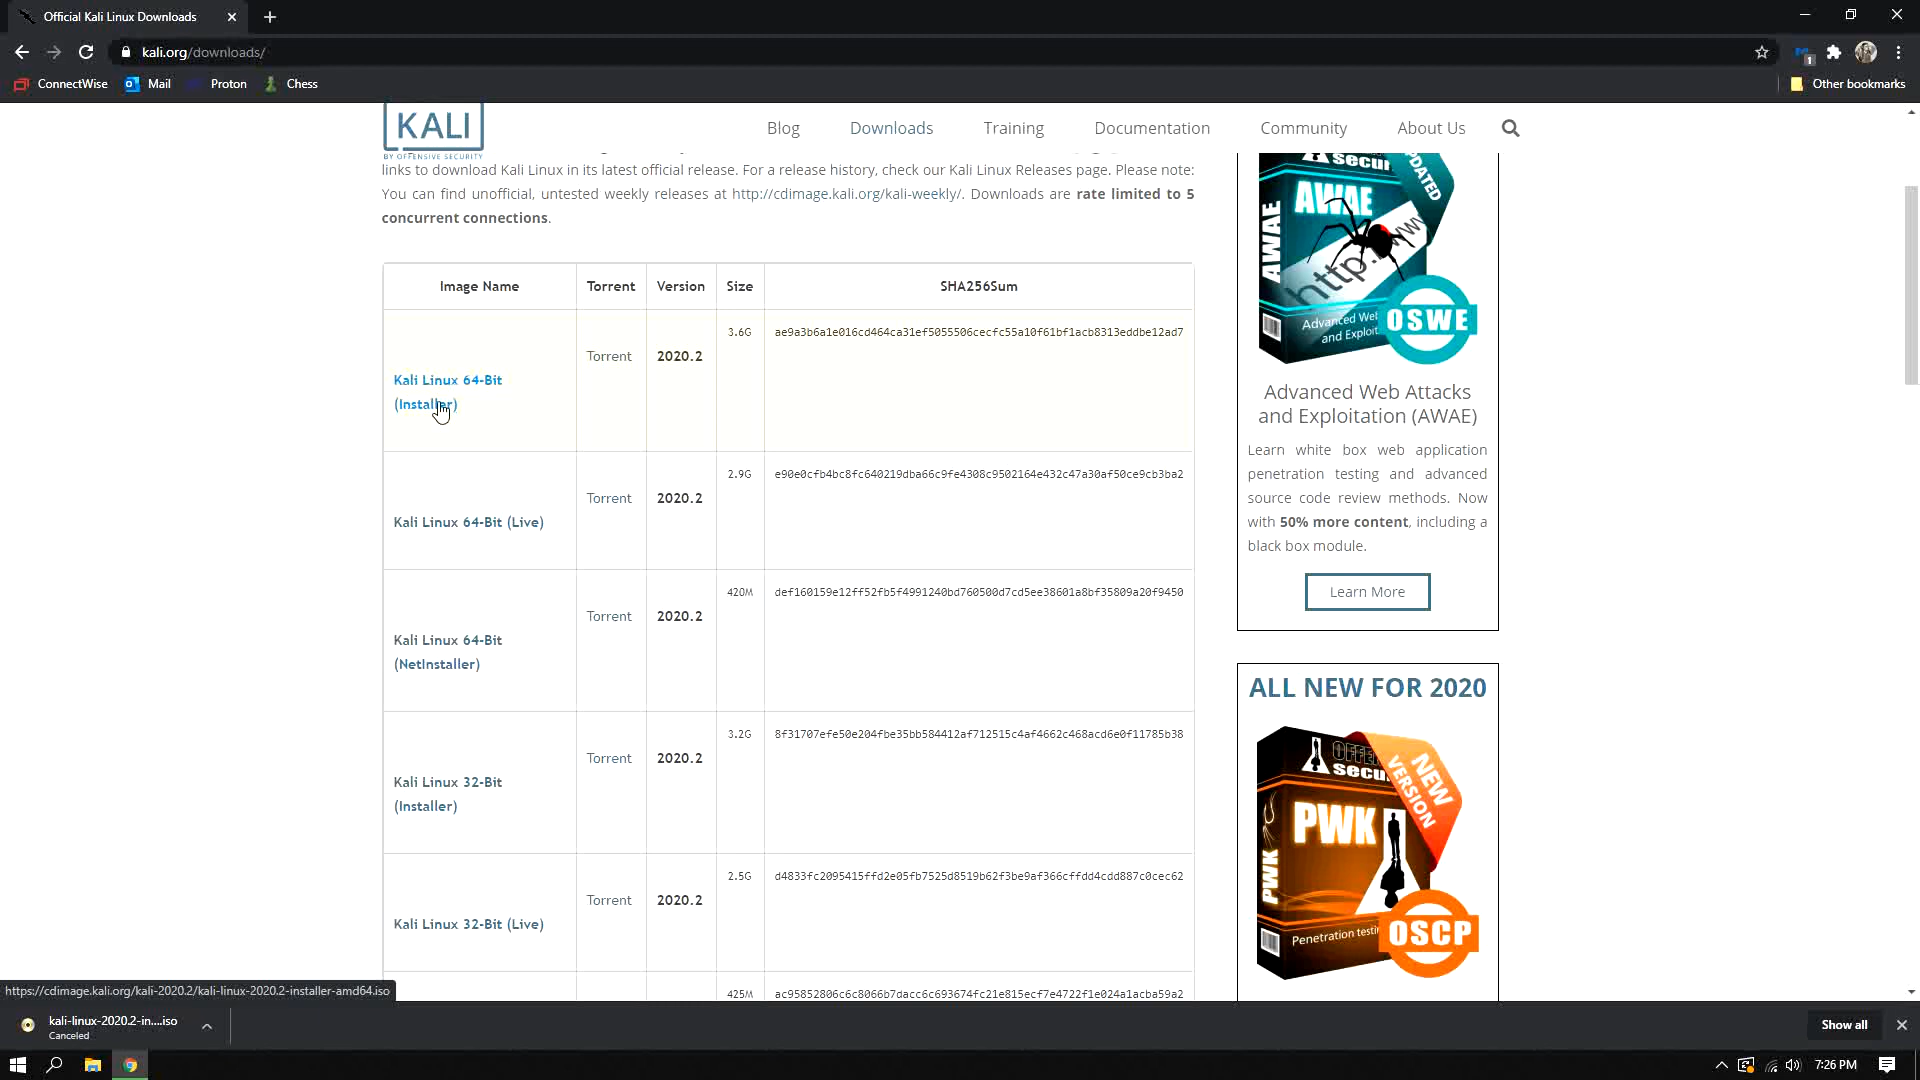 Official Kali Linux Downloads
kali.org/downloads/
1
ConnectWise
Mail
Proton
Chess
Other bookmarks
KALI
BY OFFENSIVE SECURITY
Blog
Downloads
Training
Documentation
Community
About Us
links to download Kali Linux in its latest official release. For a release history, check our Kali Linux Releases page. Please note:
You can find unofficial, untested weekly releases at http://cdimage.kali.org/kali-weekly/. Downloads are rate limited to 5
concurrent connections.
Image Name Torrent Version Size SHA256Sum
Kali Linux 64-Bit
(Installer)
Torrent 2020.2 3.6G ae9a3b6a1e016cd464ca31ef5055506cecfc55a10f61bf1acb8313eddbe12ad7
Kali Linux 64-Bit (Live)
Torrent 2020.2 2.9G e90e0cfb4bc8fc640219dba66c9fe4308c9502164e432c47a30af50ce9cb3ba2
Kali Linux 64-Bit
(NetInstaller)
Torrent 2020.2 420M def160159e12ff52fb5f4991240bd760500d7cd5ee38601a8bf35809a20f9450
Kali Linux 32-Bit
(Installer)
Torrent 2020.2 3.2G 8f31707efe50e204fbe35bb584412af712515c4af4662c468acd6e0f11785b38
Kali Linux 32-Bit (Live)
Torrent 2020.2 2.5G d4833fc2095415ffd2e05fb7525d8519b62f3be9af366cffdd4cdd887c0cec62
425M ac95852806c6c8066b7dacc6c693674fc21e815ecf7e4722f1e024a1acba59a2
UPDATED
AWAE
AWAE
http:
www
OSWE
Advanced Web Attacks
and Exploitation (AWAE)
Learn white box web application
penetration testing and advanced
source code review methods. Now
with 50% more content, including a
black box module.
Learn More
ALL NEW FOR 2020
NEW
VERSION
PWK
PWK
OSCP
https://cdimage.kali.org/kali-2020.2/kali-linux-2020.2-installer-amd64.iso
kali-linux-2020.2-in....iso
Canceled
Show all
7:26 PM